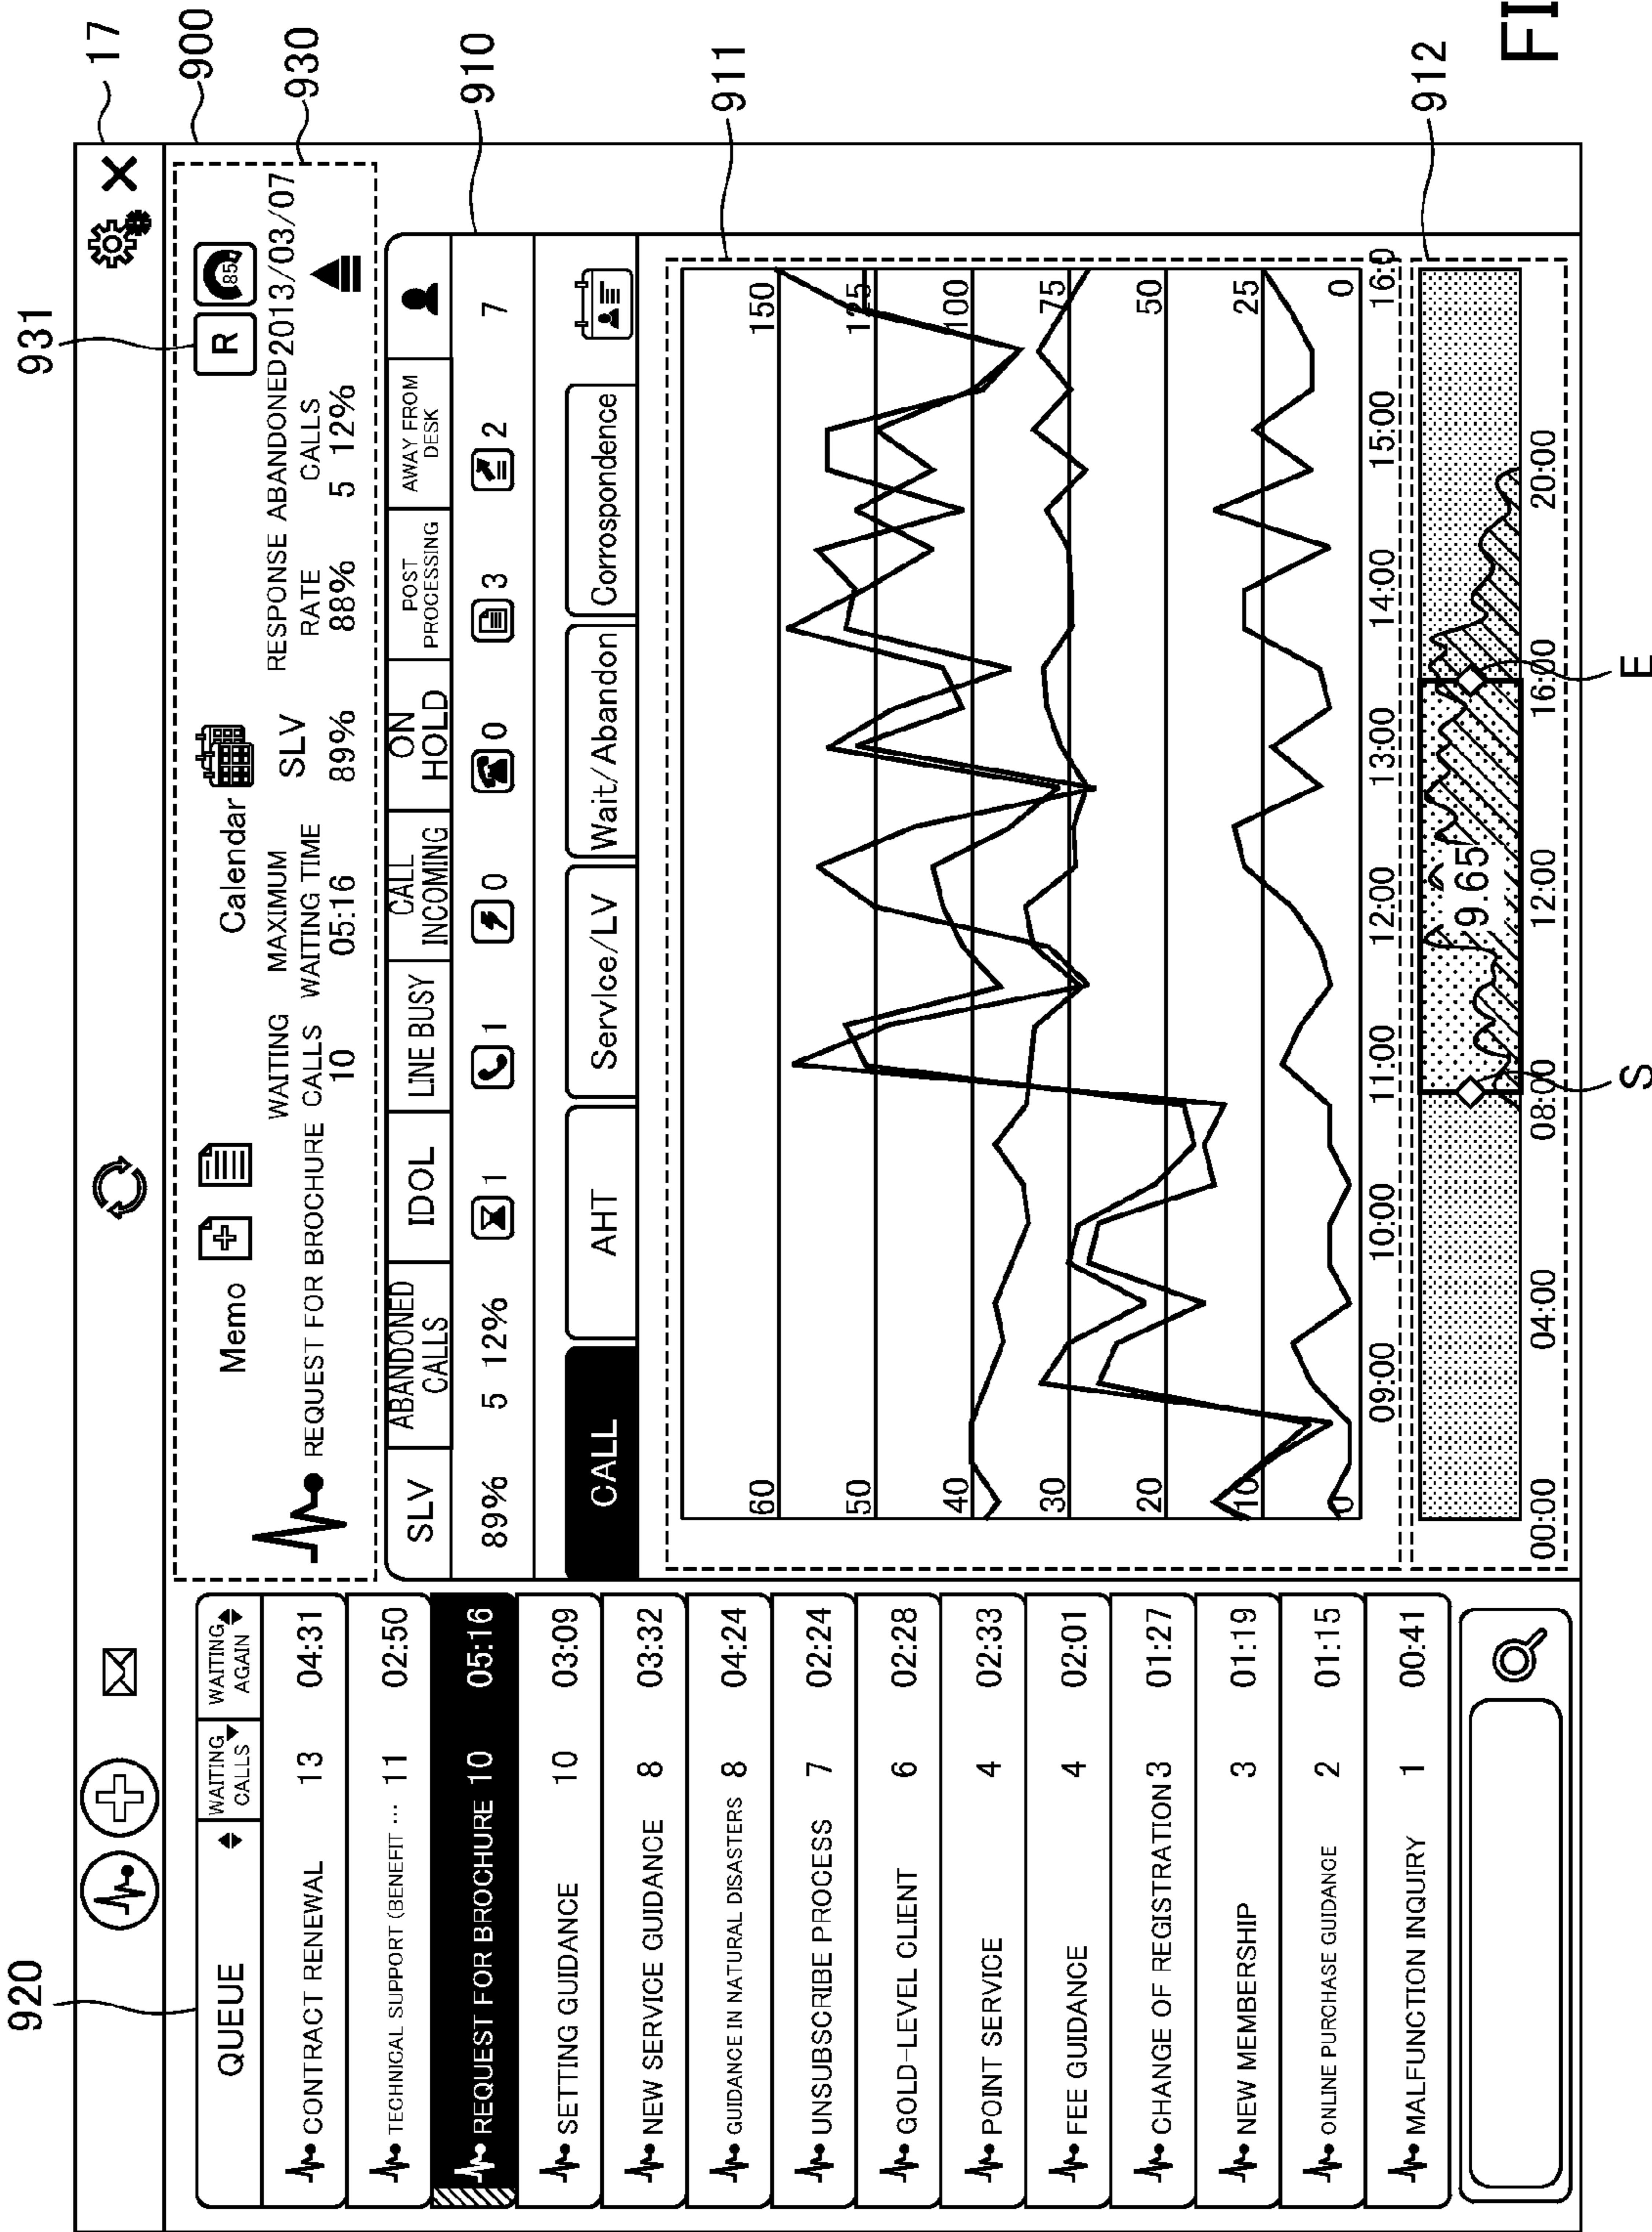 17
900
930
931
910
911
912
920
FI
QUEUE
WAITING CALLS
WAITING AGAIN
CONTRACT RENEWAL 13 04:31
TECHNICAL SUPPORT (BENEFIT ... 11 02:50
REQUEST FOR BROCHURE 10 05:16
SETTING GUIDANCE 10 03:09
NEW SERVICE GUIDANCE 8 03:32
GUIDANCE IN NATURAL DISASTERS 8 04:24
UNSUBSCRIBE PROCESS 7 02:24
GOLD-LEVEL CLIENT 6 02:28
POINT SERVICE 4 02:33
FEE GUIDANCE 4 02:01
CHANGE OF REGISTRATION 3 01:27
NEW MEMBERSHIP 3 01:19
ONLINE PURCHASE GUIDANCE 2 01:15
MALFUNCTION INQUIRY 1 00:41
Memo
Calendar
R
85
2013/03/07
REQUEST FOR BROCHURE
WAITING CALLS
10
MAXIMUM WAITING TIME
05:16
SLV
89%
RESPONSE RATE
88%
ABANDONED CALLS
5 12%
SLV
ABANDONED CALLS
IDOL
LINE BUSY
CALL INCOMING
ON HOLD
POST PROCESSING
AWAY FROM DESK
89% 5 12% 1 1 0 0 3 2 7
CALL
AHT
Servlce/LV
Wait/Abandon
Corrospondence
60 150
50 125
40 100
30 75
20 50
10 25
0 0
09:00 10:00 11:00 12:00 13:00 14:00 15:00 16:0
9.65
00:00 04:00 08:00 12:00 16:00 20:00
S
E